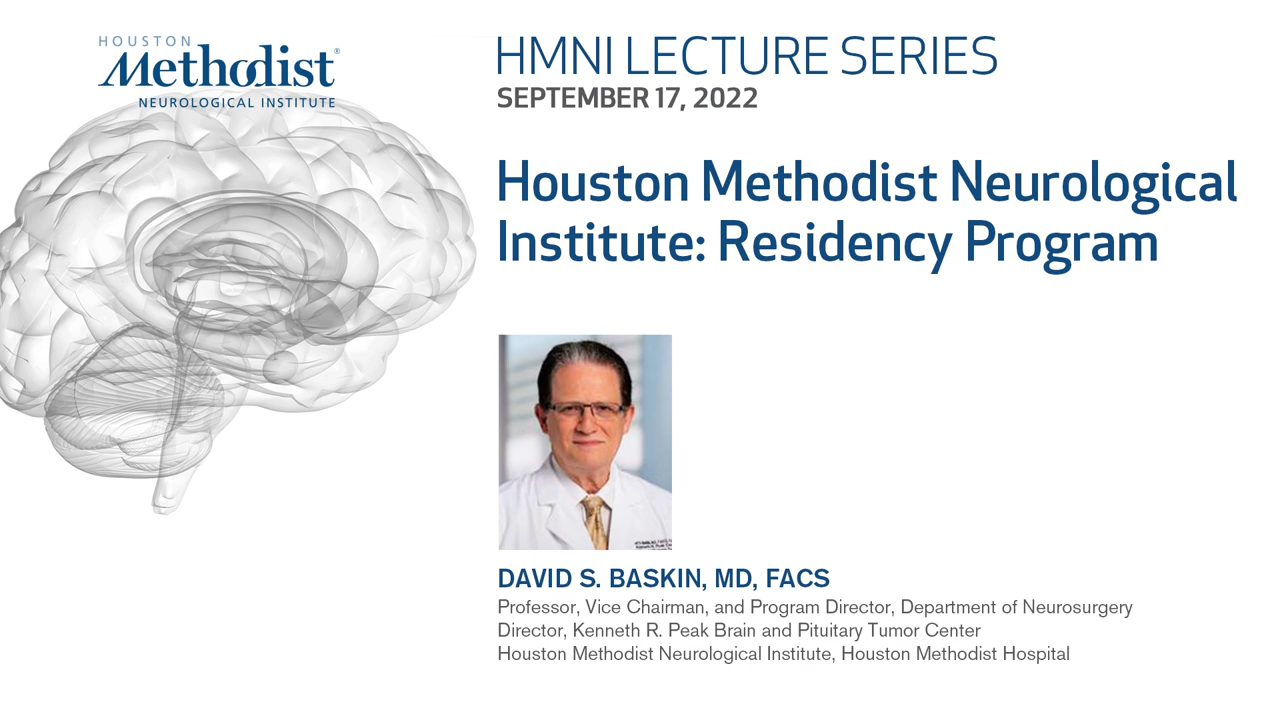 HOUSTON
Methodist®
NEUROLOGICAL INSTITUTE
HMNI LECTURE SERIES
SEPTEMBER 17, 2022
Houston Methodist Neurological
Institute: Residency Program
DAVID S. BASKIN, MD, FACS
Professor, Vice Chairman, and Program Director, Department of Neurosurgery
Director, Kenneth R. Peak Brain and Pituitary Tumor Center
Houston Methodist Neurological Institute, Houston Methodist Hospital